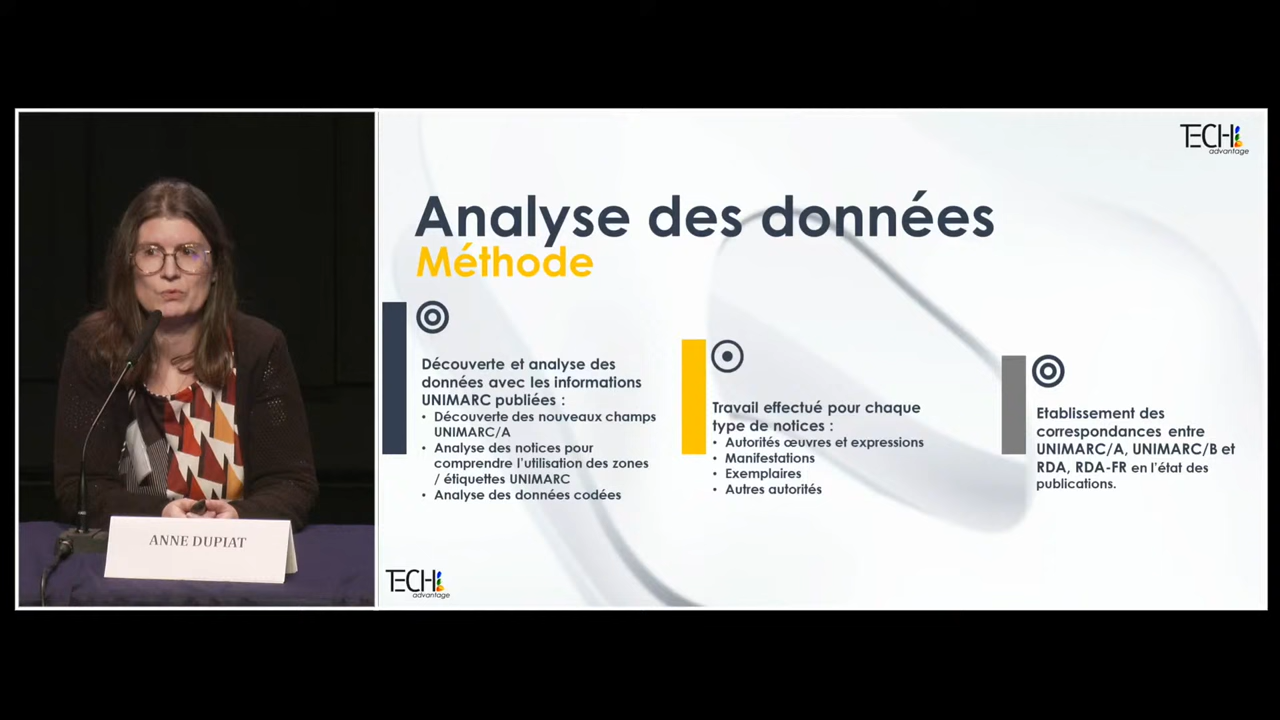 TECH
advantage
Analyse des données
Méthode
Découverte et analyse des
données avec les informations
UNIMARC publiées :
• Découverte des nouveaux champs
UNIMARC/A
• Analyse des notices pour
comprendre l’utilisation des zones
/ étiquettes UNIMARC
• Analyse des données codées
Travail effectué pour chaque
type de notices :
• Autorités œuvres et expressions
• Manifestations
• Exemplaires
• Autres autorités
Etablissement des
correspondances entre
UNIMARC/A, UNIMARC/B et
RDA, RDA-FR en l’état des
publications.
ANNE DUPIAT
TECH
advantage